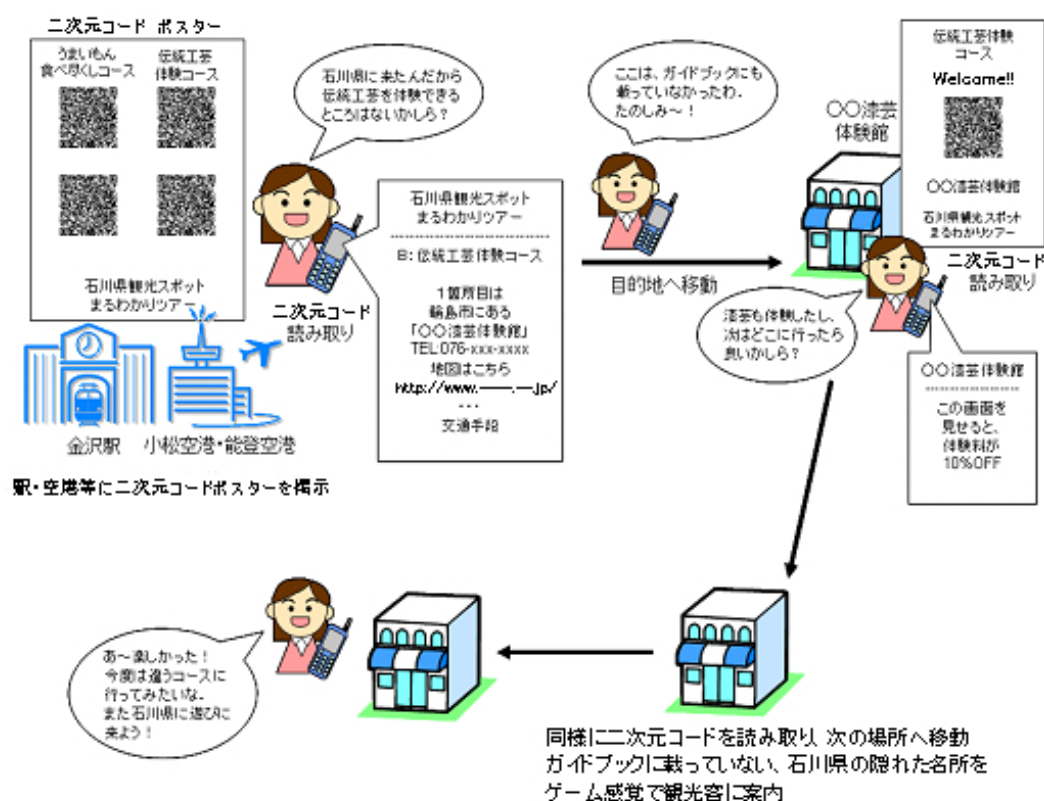 二次元コード ポスター
うまいもん
食べ尽くしコース
伝統工芸
体験コース
石川県観光スポット
まるわかりツアー
金沢駅
小松空港・能登空港
駅・空港等に二次元コードポスターを掲示
石川県に来たんだから
伝統工芸を体験できる
ところはないかしら？
二次元コード
読み取り
石川県観光スポット
まるわかりツアー
B：伝統工芸体験コース
1箇所目は
輪島市にある
「〇〇漆芸体験館」
TEL:076-xxx-xxxx
地図はこちら
http://www.――.―.jp/
・・・
交通手段
ここは、ガイドブックにも
載っていなかったわ。
たのしみ～！
目的地へ移動
〇〇漆芸
体験館
伝統工芸体験
コース
Welcome!!
〇〇漆芸体験館
石川県観光スポット
まるわかりツアー
二次元コード
読み取り
漆芸も体験したし、
次はどこに行ったら
良いかしら？
〇〇漆芸体験館
この画面を
見せると、
体験料が
10%OFF
あ～楽しかった！
今度は違うコースに
行ってみたいな。
また石川県に遊びに
来よう！
同様に二次元コードを読み取り、次の場所へ移動
ガイドブックに載っていない、石川県の隠れた名所を
ゲーム感覚で観光客に案内